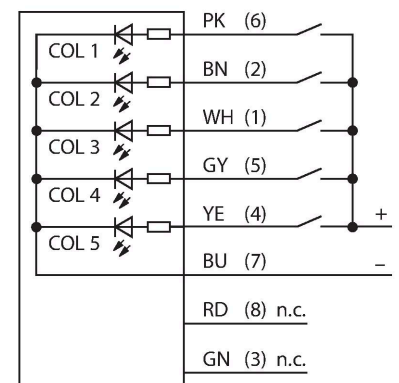 PK (6)
COL 1
BN (2)
COL 2
WH (1)
COL 3
GY (5)
COL 4
YE (4) +
COL 5
BU (7) –
RD (8) n.c.
GN (3) n.c.